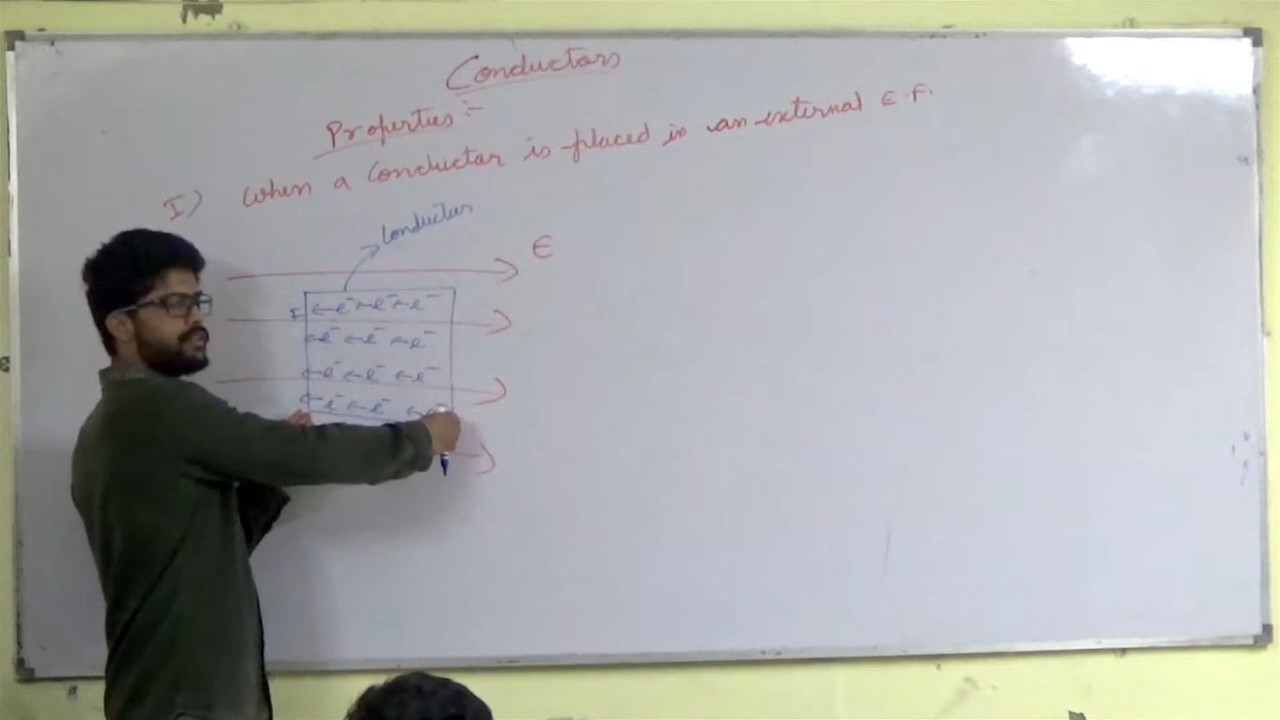 Conductors
Properties :-
I) When a Conductor is placed in an external E.F.
Conductor
E
←e⁻ ←e⁻ ←e⁻
←e⁻ ←e⁻ ←e⁻
←e⁻ ←e⁻ ←e⁻
←e⁻ ←e⁻ ←e⁻